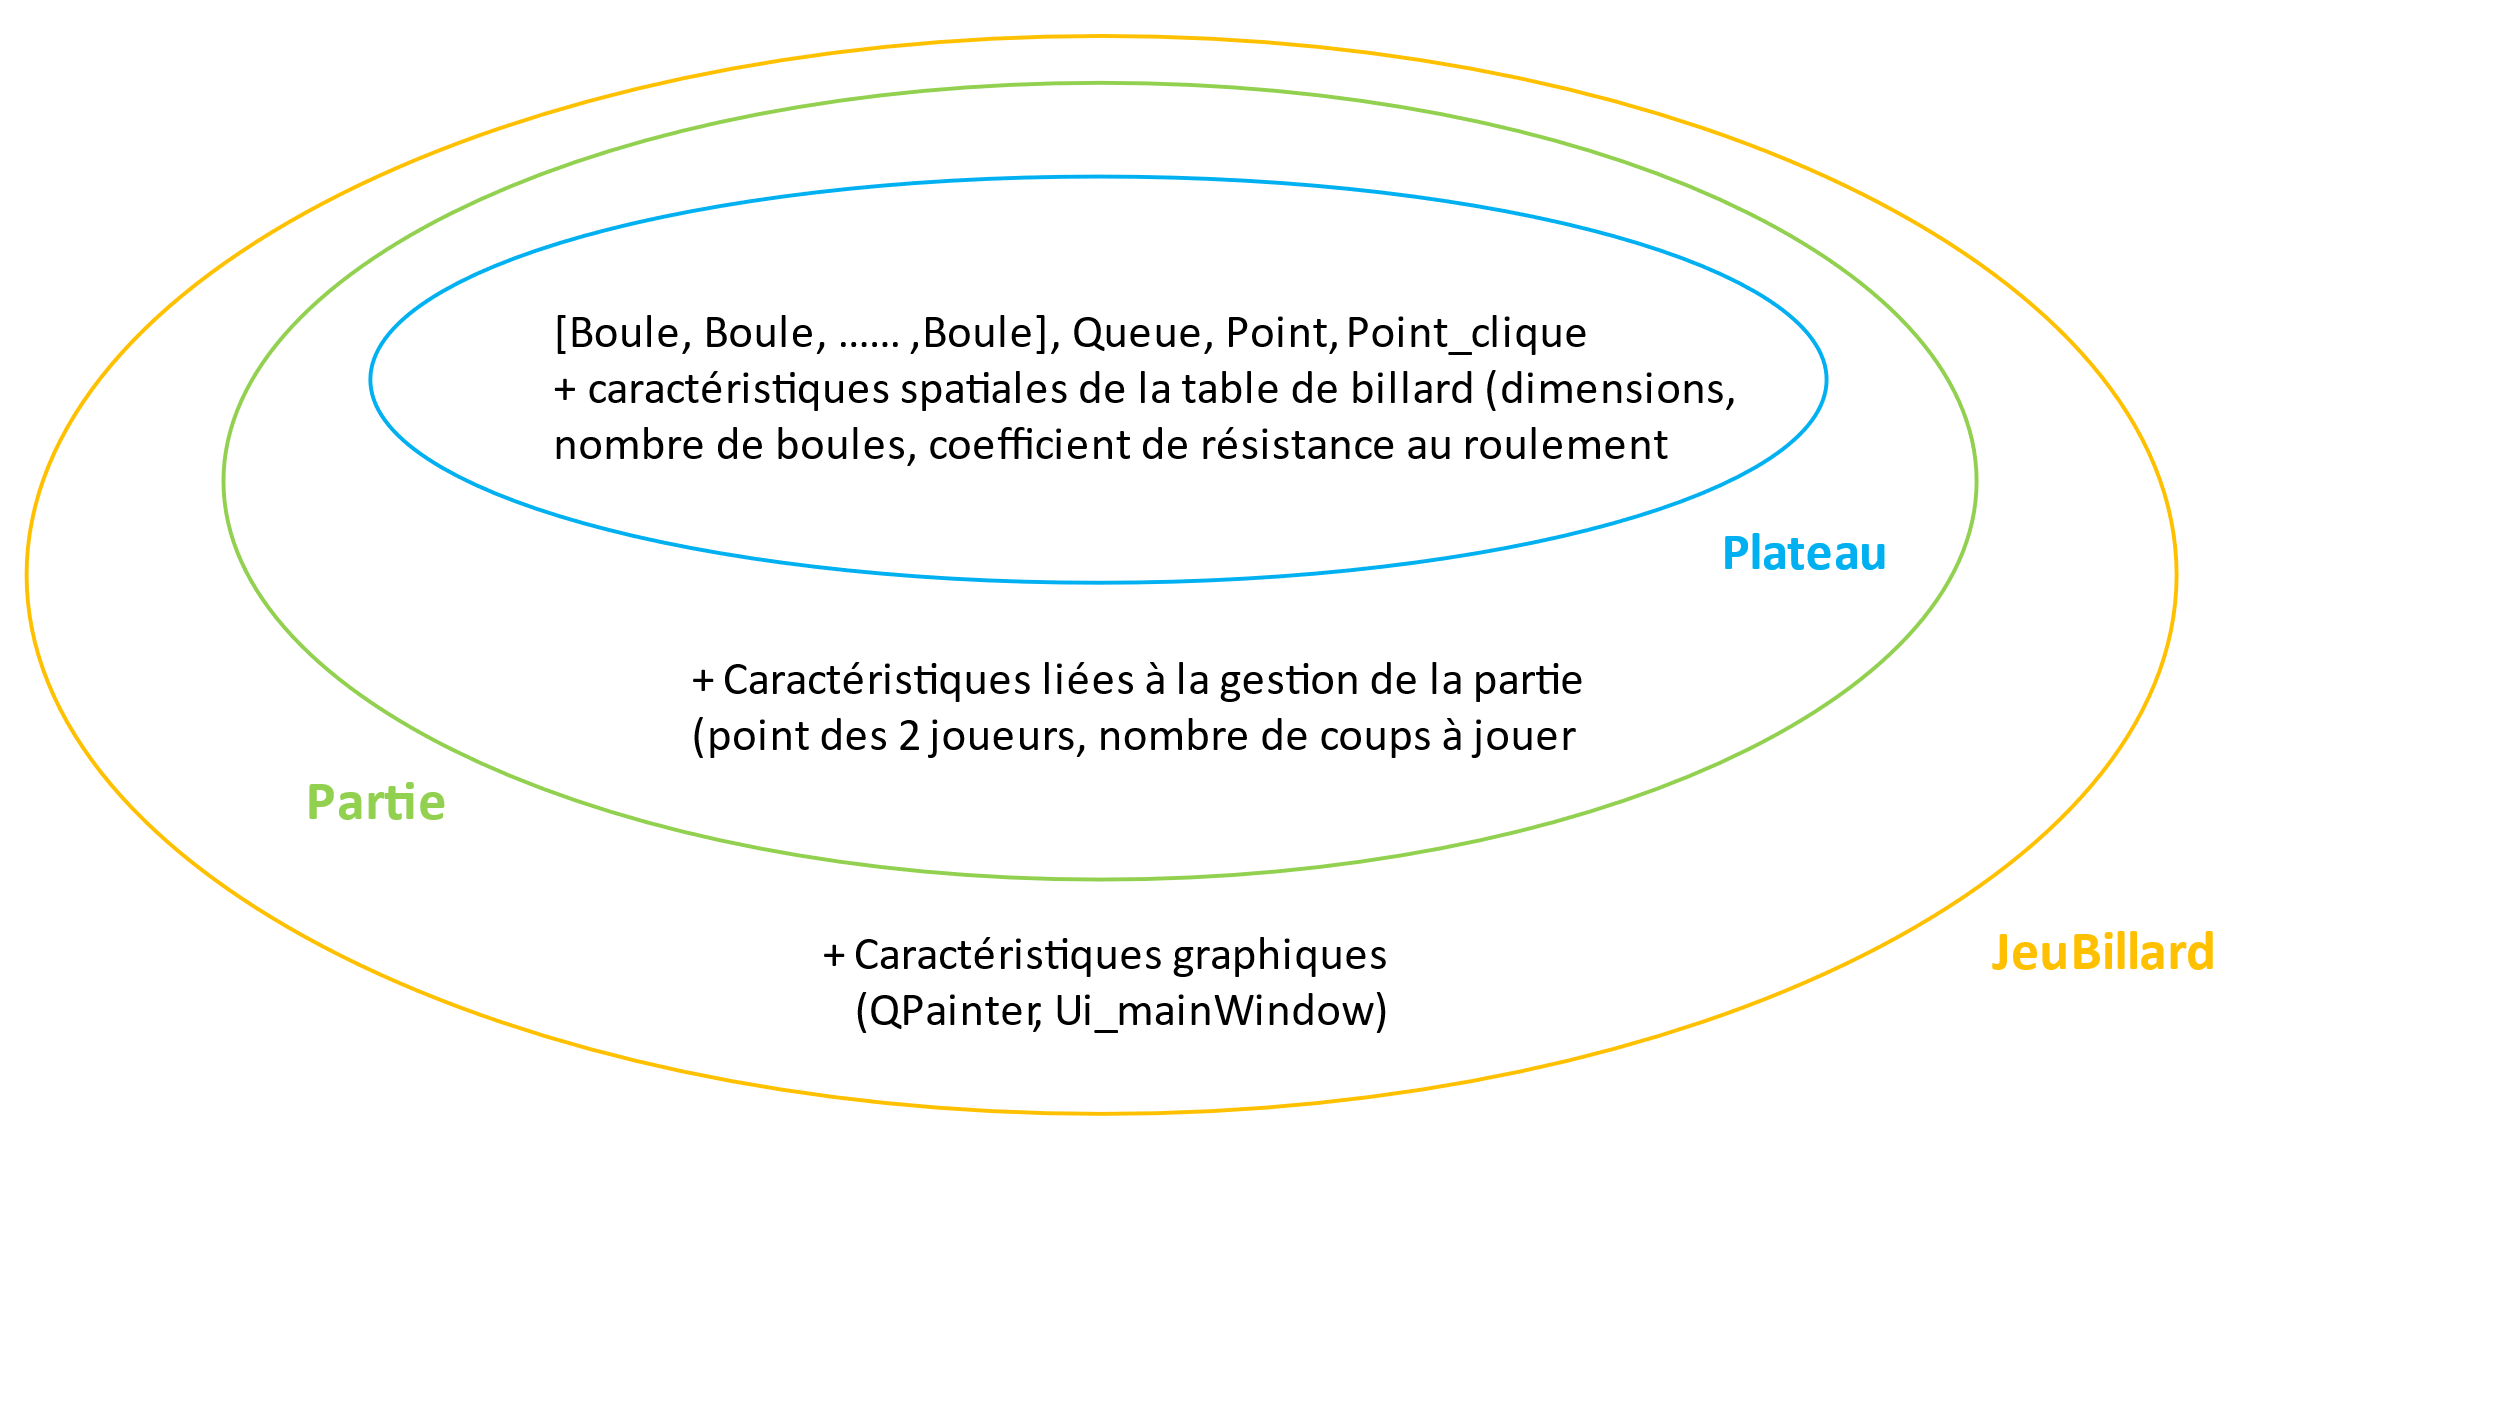 [Boule, Boule, ...... ,Boule], Queue, Point, Point_clique
+ caractéristiques spatiales de la table de billard (dimensions,
nombre de boules, coefficient de résistance au roulement
Plateau
+ Caractéristiques liées à la gestion de la partie
(point des 2 joueurs, nombre de coups à jouer
Partie
+ Caractéristiques graphiques
(QPainter, Ui_mainWindow)
JeuBillard